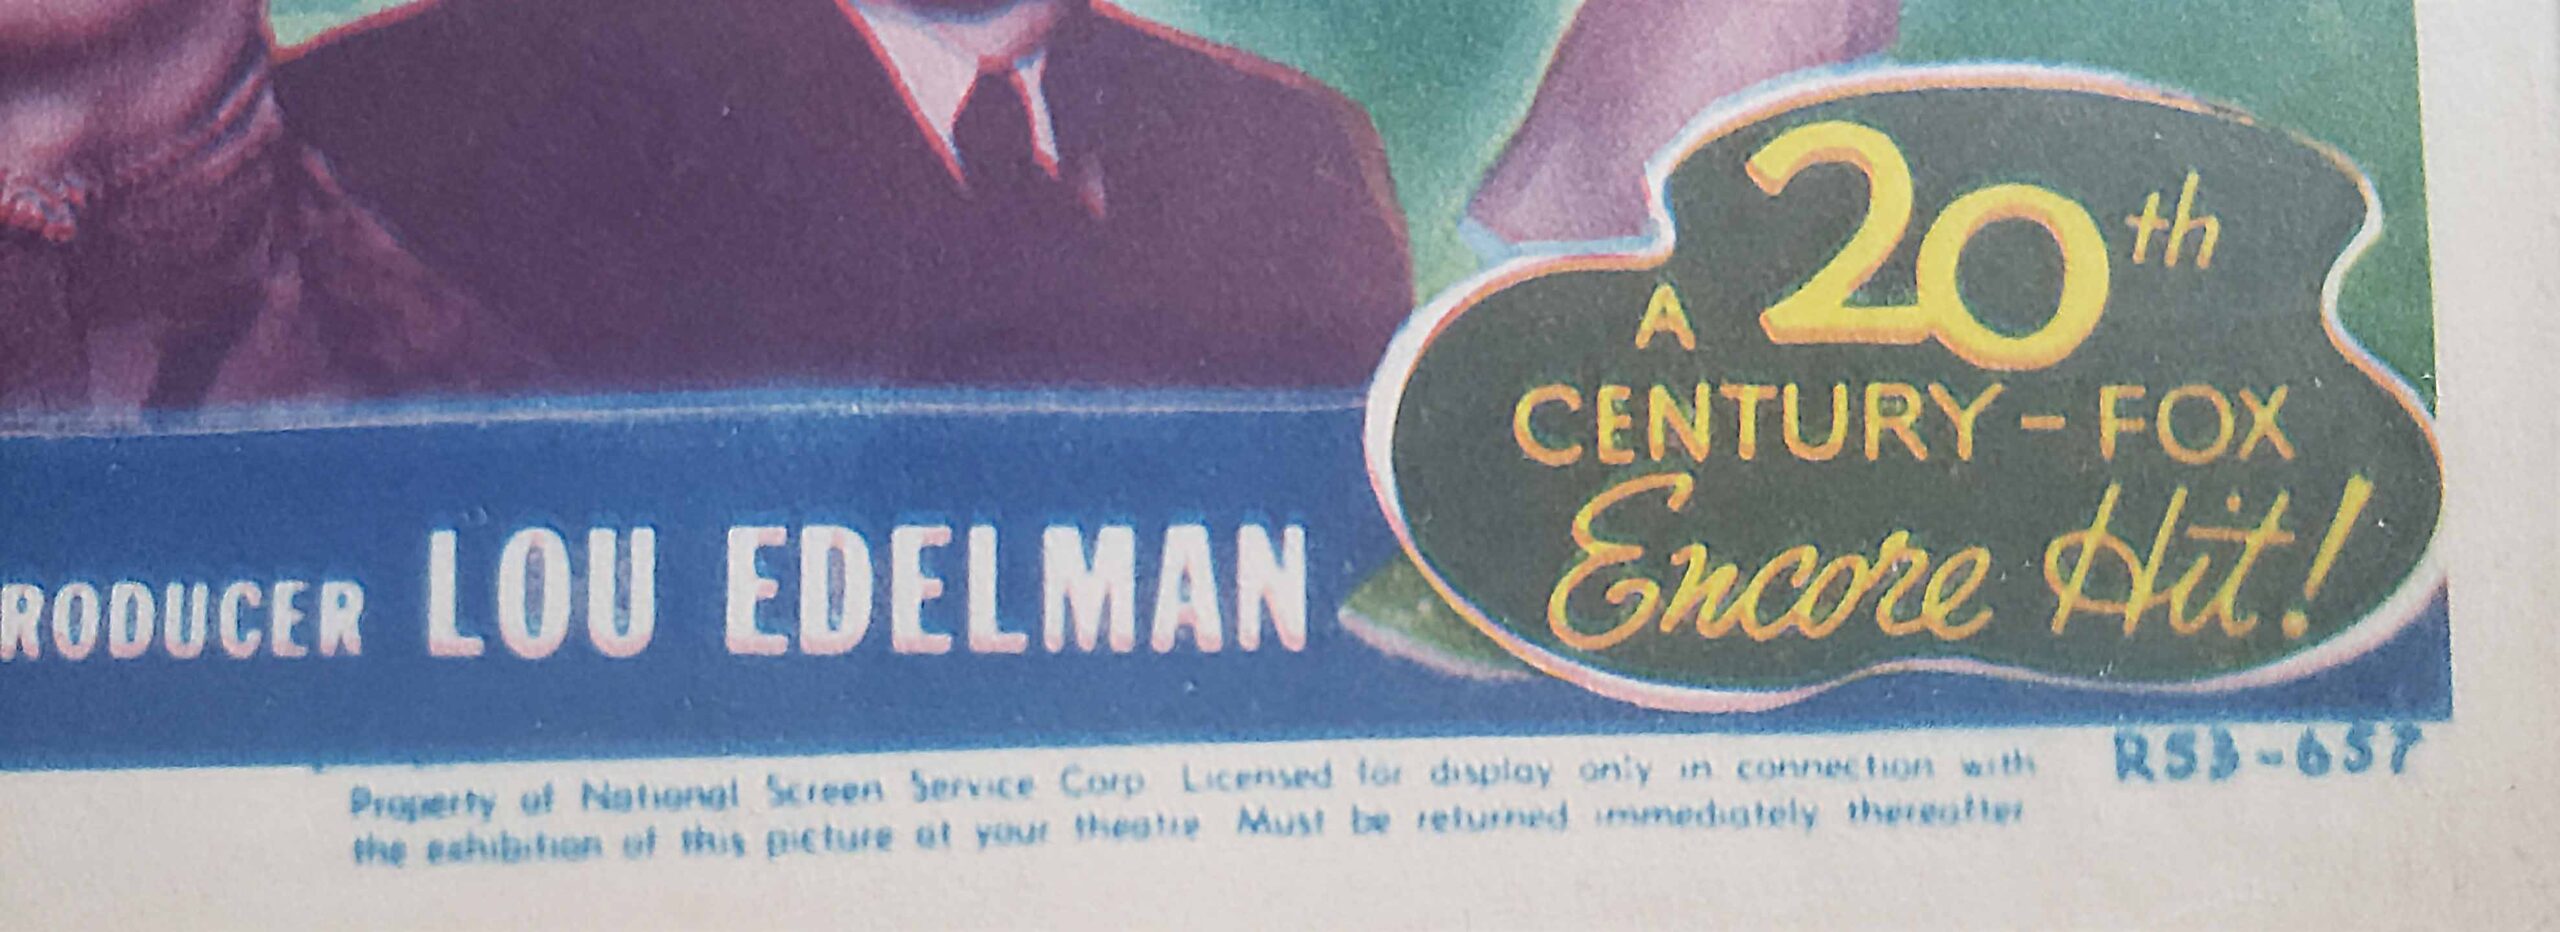 RODUCER LOU EDELMAN
A 20th
CENTURY - FOX
Encore Hit!
Property of National Screen Service Corp. Licensed for display only in connection with
the exhibition of this picture at your theatre Must be returned immediately thereafter
R53-657